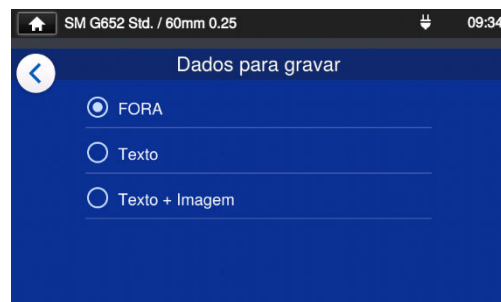 SM G652 Std. / 60mm 0.25 09:34
Dados para gravar
FORA
Texto
Texto + Imagem